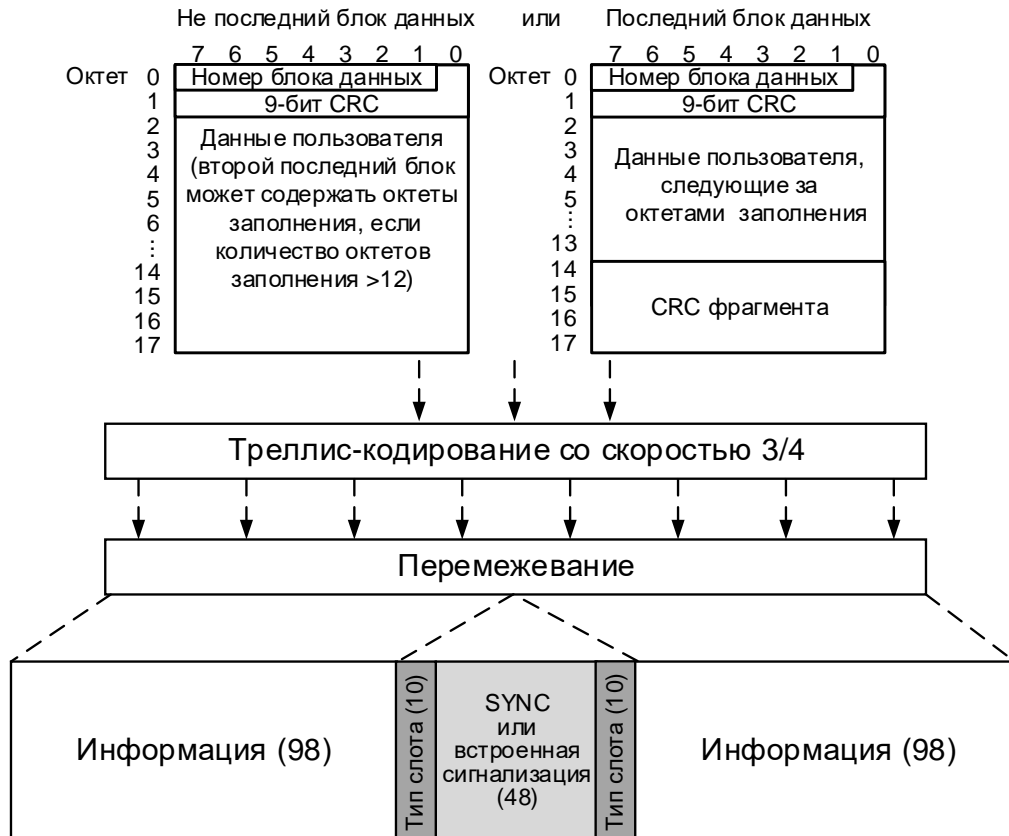 Не последний блок данных или Последний блок данных
7 6 5 4 3 2 1 0
7 6 5 4 3 2 1 0
Октет 0 Номер блока данных
1 9-бит CRC
2
3
4
5
6
⋮
14
15
16
17
Данные пользователя
(второй последний блок
может содержать октеты
заполнения, если
количество октетов
заполнения >12)
Октет 0 Номер блока данных
1 9-бит CRC
2
3
4
5
⋮
13
14
15
16
17
Данные пользователя,
следующие за
октетами заполнения
CRC фрагмента
Треллис-кодирование со скоростью 3/4
Перемежевание
Информация (98)
Тип слота (10)
SYNC
или
встроенная
сигнализация
(48)
Тип слота (10)
Информация (98)